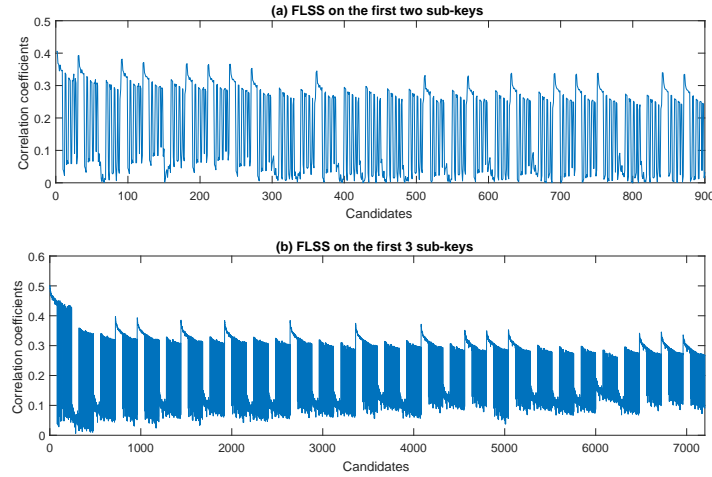 (a) FLSS on the first two sub-keys
0.5
0.4
0.3
0.2
0.1
0
Correlation coefficients
0 100 200 300 400 500 600 700 800 900
Candidates
(b) FLSS on the first 3 sub-keys
0.6
0.5
0.4
0.3
0.2
0.1
0
Correlation coefficients
0 1000 2000 3000 4000 5000 6000 7000
Candidates